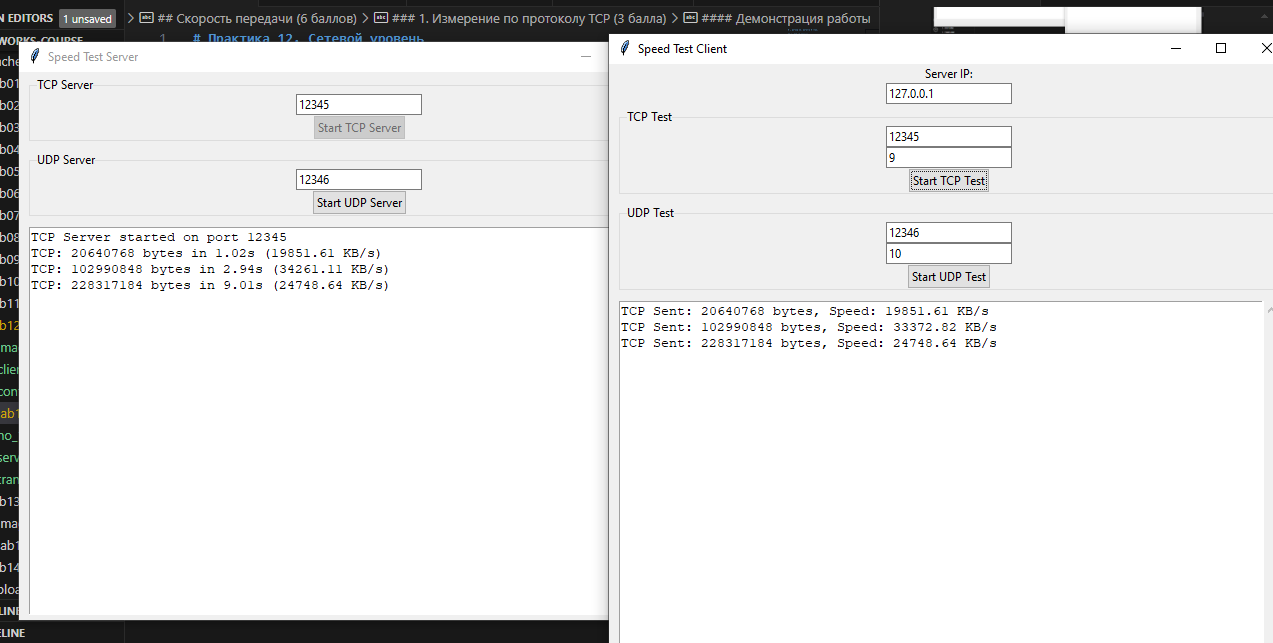 N EDITORS 1 unsaved
## Скорость передачи (6 баллов) > ### 1. Измерение по протоколу TCP (3 балла) > #### Демонстрация работы
WORKS-COURSE
1 # Практика 12. Сетевой уровень
Speed Test Server
TCP Server
12345
Start TCP Server
UDP Server
12346
Start UDP Server
TCP Server started on port 12345
TCP: 20640768 bytes in 1.02s (19851.61 KB/s)
TCP: 102990848 bytes in 2.94s (34261.11 KB/s)
TCP: 228317184 bytes in 9.01s (24748.64 KB/s)
Speed Test Client
Server IP:
127.0.0.1
TCP Test
12345
9
Start TCP Test
UDP Test
12346
10
Start UDP Test
TCP Sent: 20640768 bytes, Speed: 19851.61 KB/s
TCP Sent: 102990848 bytes, Speed: 33372.82 KB/s
TCP Sent: 228317184 bytes, Speed: 24748.64 KB/s
ache
b01
b02
b03
b04
b05
b06
b07
b08
b09
b10
b11
b12
ma
clien
con
ab1
no_
serv
tran
b13
ma
ab1
b14
ploa
LINE
ELINE